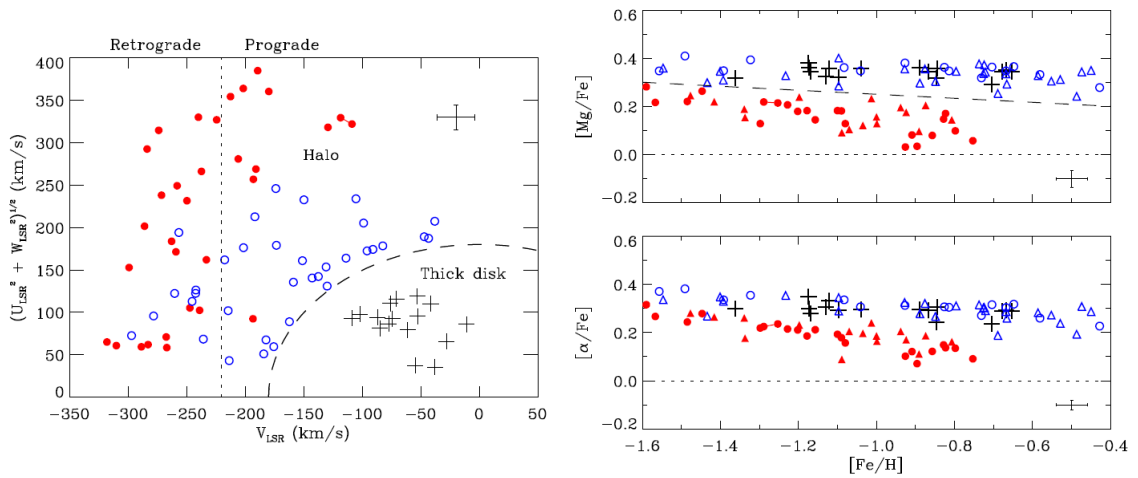 Retrograde Prograde
400
350
300
250
200
150
100
50
0
(U_LSR² + W_LSR²)^1/2 (km/s)
Halo
Thick disk
−350 −300 −250 −200 −150 −100 −50 0 50
V_LSR (km/s)
0.6
0.4
0.2
0.0
−0.2
[Mg/Fe]
0.6
0.4
0.2
0.0
−0.2
[α/Fe]
−1.6 −1.4 −1.2 −1.0 −0.8 −0.6 −0.4
[Fe/H]